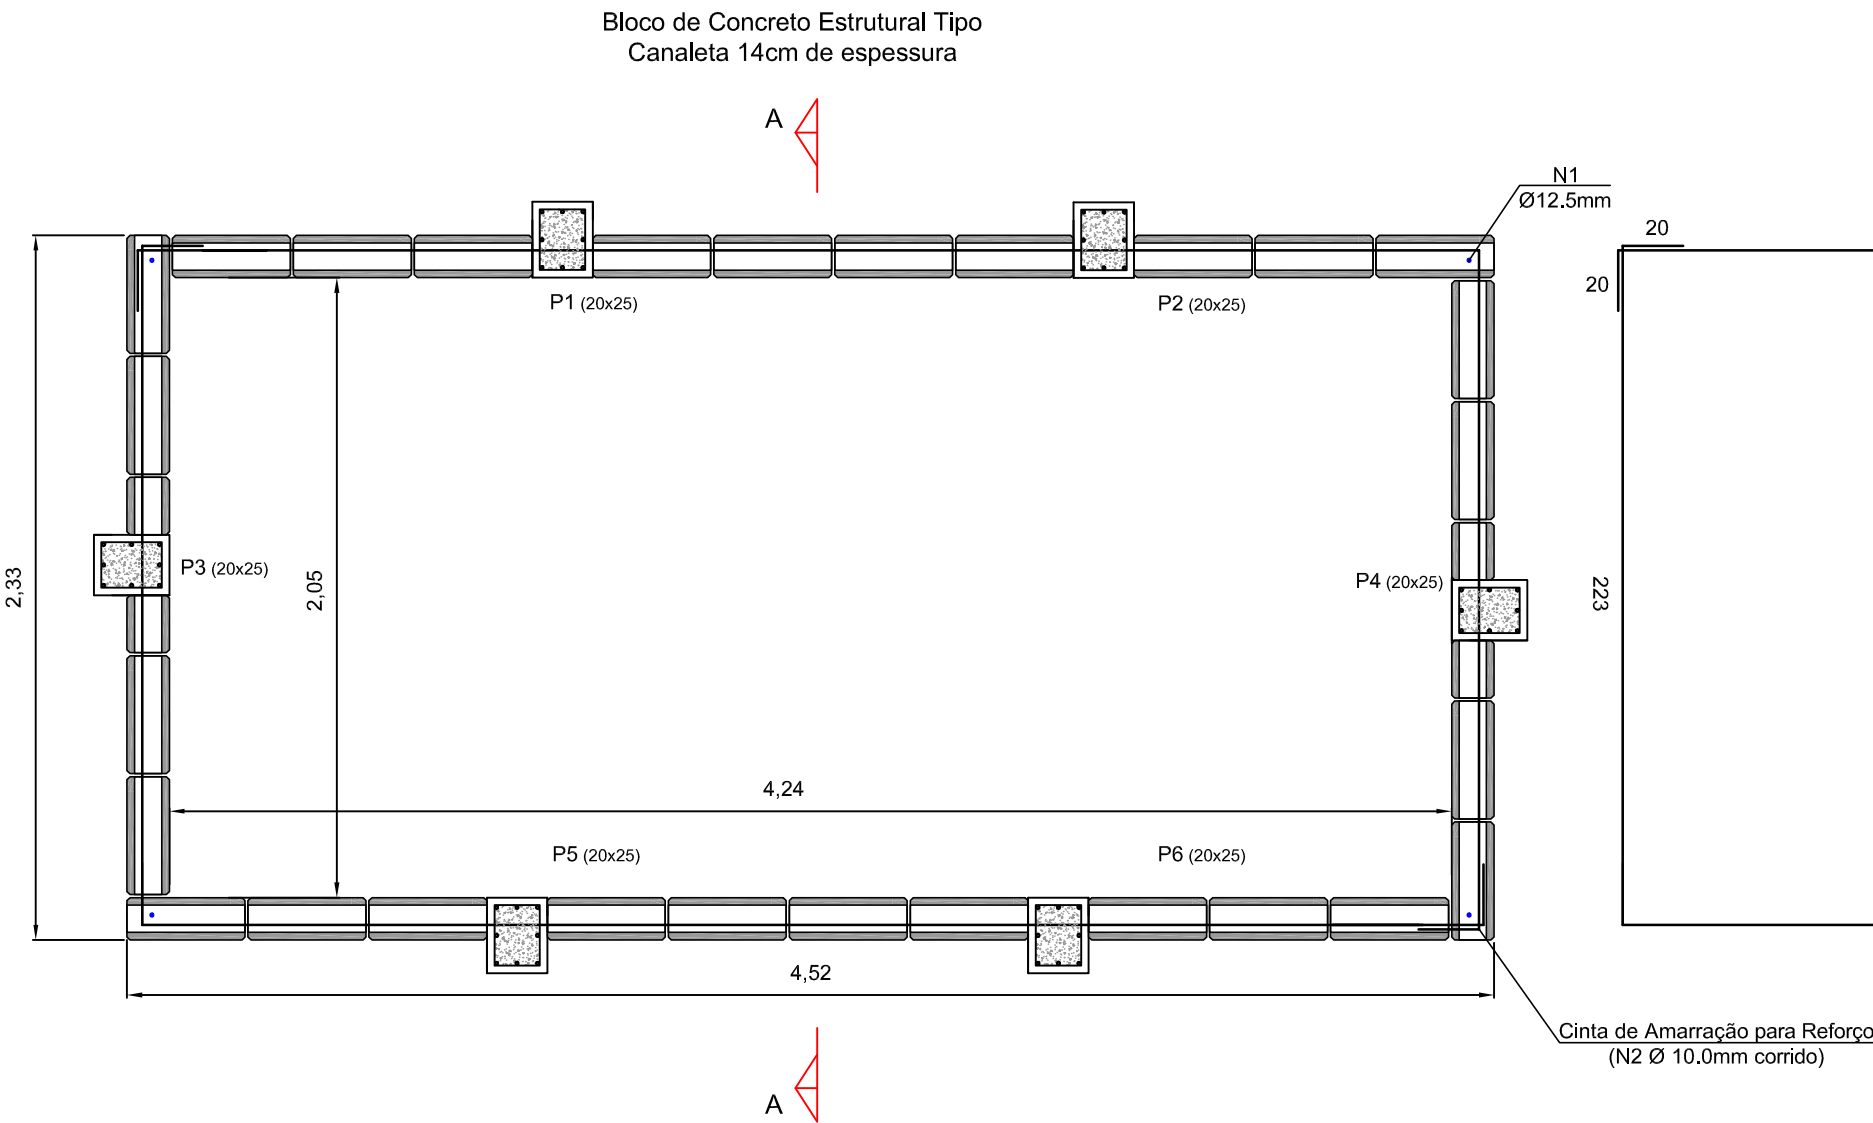 Bloco de Concreto Estrutural Tipo
Canaleta 14cm de espessura
A
N1
Ø12.5mm
20
20
P1 (20x25)
P2 (20x25)
P3 (20x25)
P4 (20x25)
2,33
2,05
223
4,24
P5 (20x25)
P6 (20x25)
4,52
Cinta de Amarração para Reforço
(N2 Ø 10.0mm corrido)
A